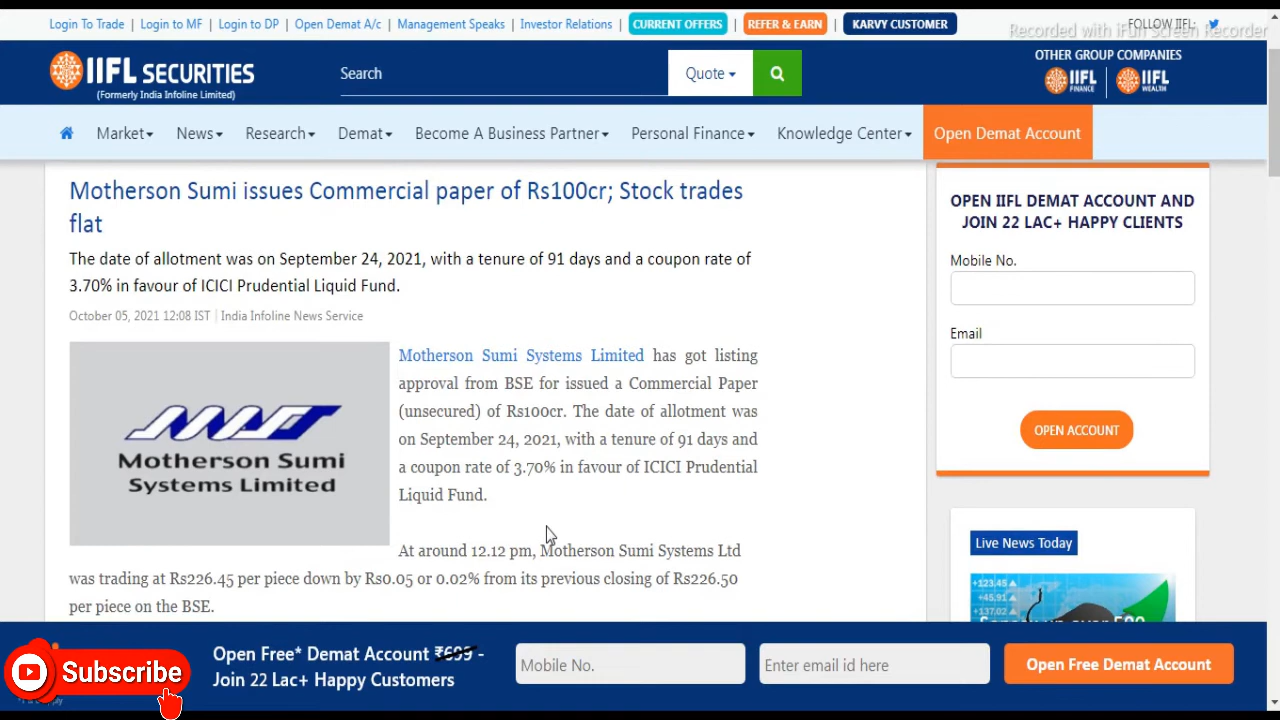 Login To Trade | Login to MF | Login to DP | Open Demat A/c | Management Speaks | Investor Relations | CURRENT OFFERS | REFER & EARN | KARVY CUSTOMER FOLLOW IIFL:
Recorded with iFun Screen Recorder
IIFL SECURITIES
(Formerly India Infoline Limited)
Search
Quote
OTHER GROUP COMPANIES
IIFL FINANCE | IIFL WEALTH
Market News Research Demat Become A Business Partner Personal Finance Knowledge Center Open Demat Account
Motherson Sumi issues Commercial paper of Rs100cr; Stock trades
flat
The date of allotment was on September 24, 2021, with a tenure of 91 days and a coupon rate of
3.70% in favour of ICICI Prudential Liquid Fund.
October 05, 2021 12:08 IST | India Infoline News Service
Motherson Sumi
Systems Limited
Motherson Sumi Systems Limited has got listing
approval from BSE for issued a Commercial Paper
(unsecured) of Rs100cr. The date of allotment was
on September 24, 2021, with a tenure of 91 days and
a coupon rate of 3.70% in favour of ICICI Prudential
Liquid Fund.
At around 12.12 pm, Motherson Sumi Systems Ltd
was trading at Rs226.45 per piece down by Rs0.05 or 0.02% from its previous closing of Rs226.50
per piece on the BSE.
OPEN IIFL DEMAT ACCOUNT AND
JOIN 22 LAC+ HAPPY CLIENTS
Mobile No.
Email
OPEN ACCOUNT
Live News Today
+123,45
+45,91
+137,02
Subscribe
Open Free* Demat Account ₹699 -
Join 22 Lac+ Happy Customers
Mobile No.
Enter email id here
Open Free Demat Account